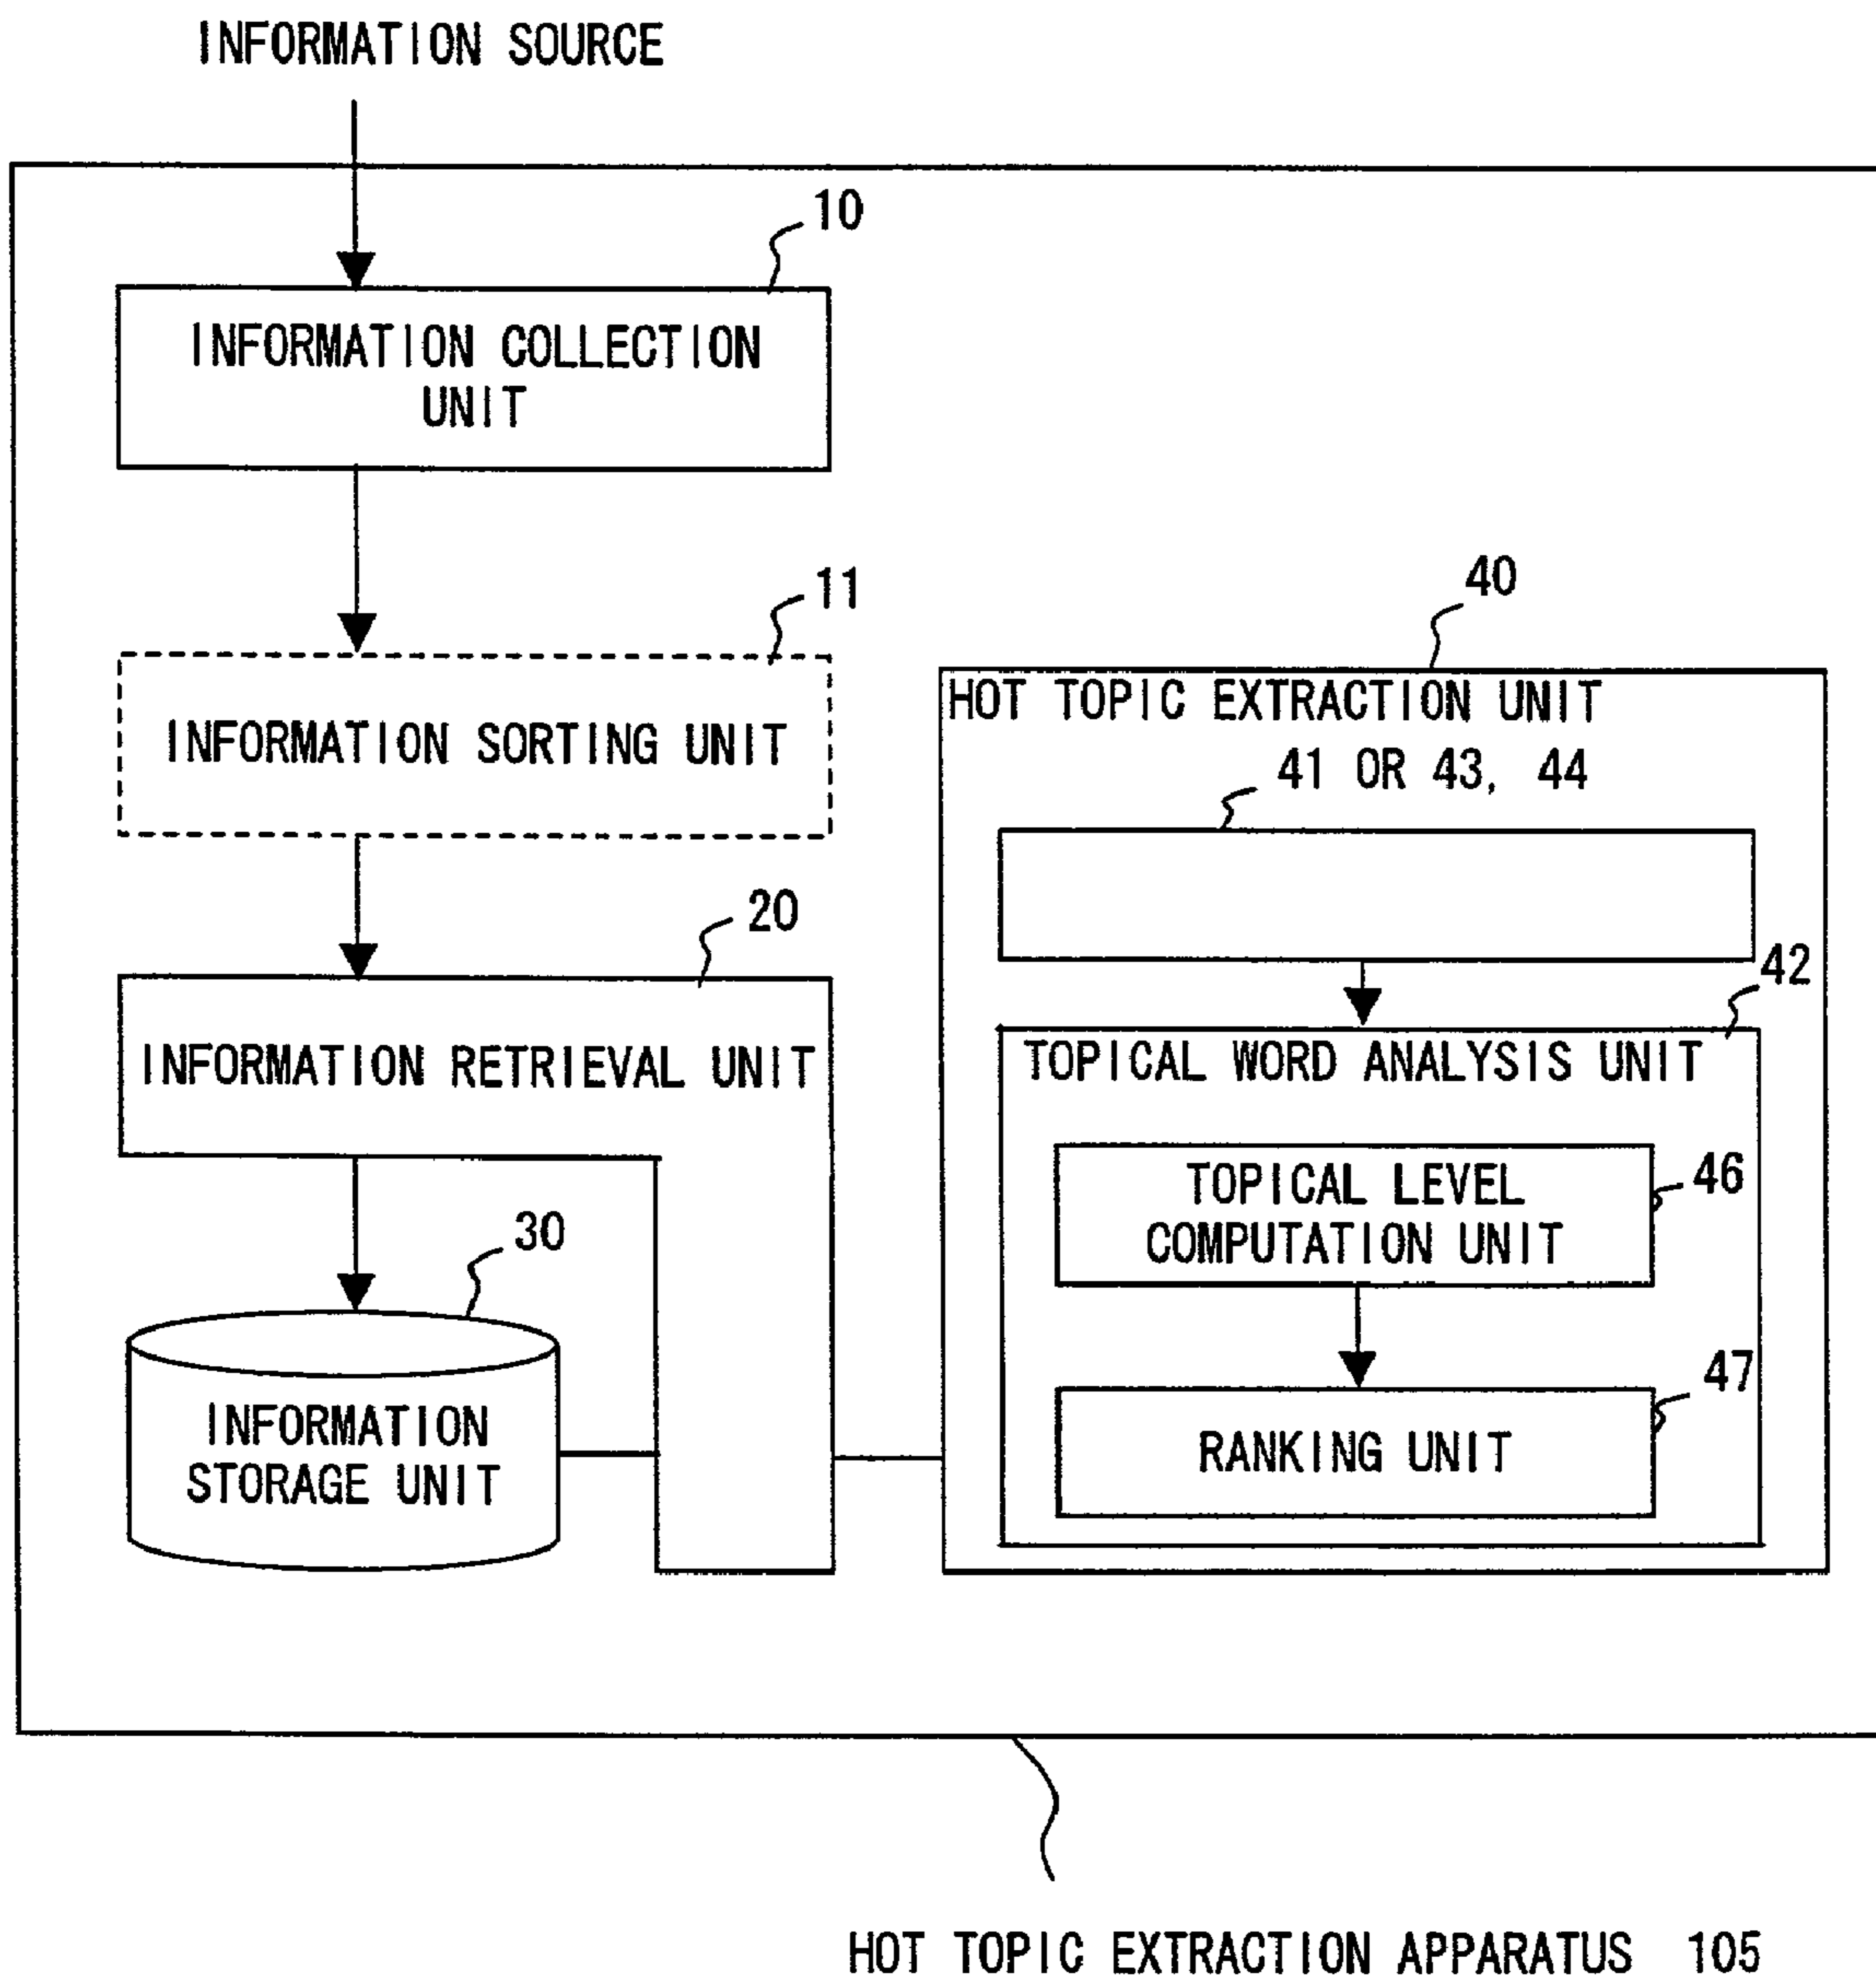 INFORMATION SOURCE
10
INFORMATION COLLECTION
UNIT
11
INFORMATION SORTING UNIT
20
INFORMATION RETRIEVAL UNIT
30
INFORMATION
STORAGE UNIT
40
HOT TOPIC EXTRACTION UNIT
41 OR 43, 44
42
TOPICAL WORD ANALYSIS UNIT
TOPICAL LEVEL
COMPUTATION UNIT
46
47
RANKING UNIT
HOT TOPIC EXTRACTION APPARATUS 105